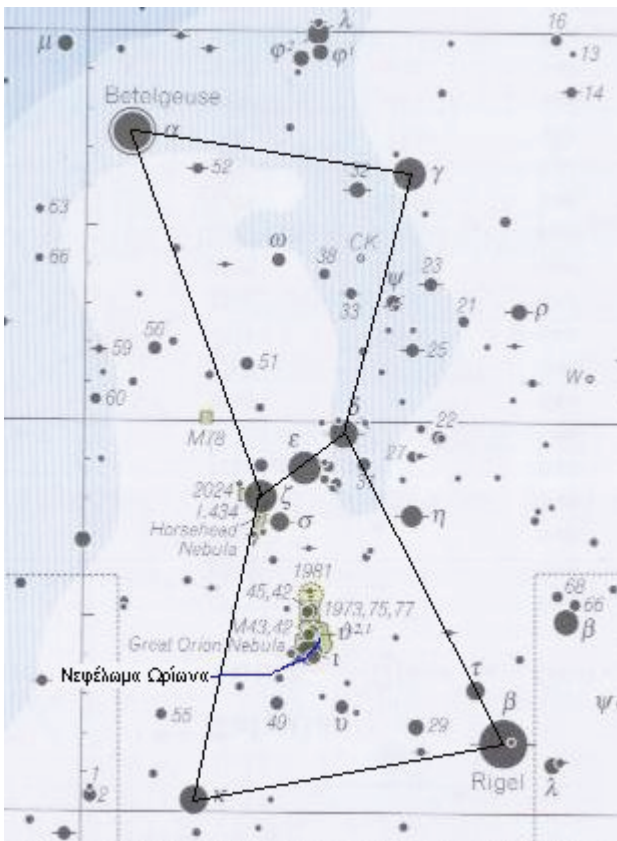 λ
μ
φ² φ¹
16
13
14
Betelgeuse
α
52
32
γ
63
66
ω
38
CK
ψ
23
33
21
ρ
56
59
51
25
60
W
δ
M78
22
ε
27
31
2024
ζ
I.434
σ
η
Horsehead
Nebula
1981
45,42
1973,75,77
68
66
M43,42
θ2,1
β
Great Orion Nebula
ι
Νεφέλωμα Ωρίωνα
τ
ψ
55
49
υ
29
β
Rigel
λ
1
2
κ